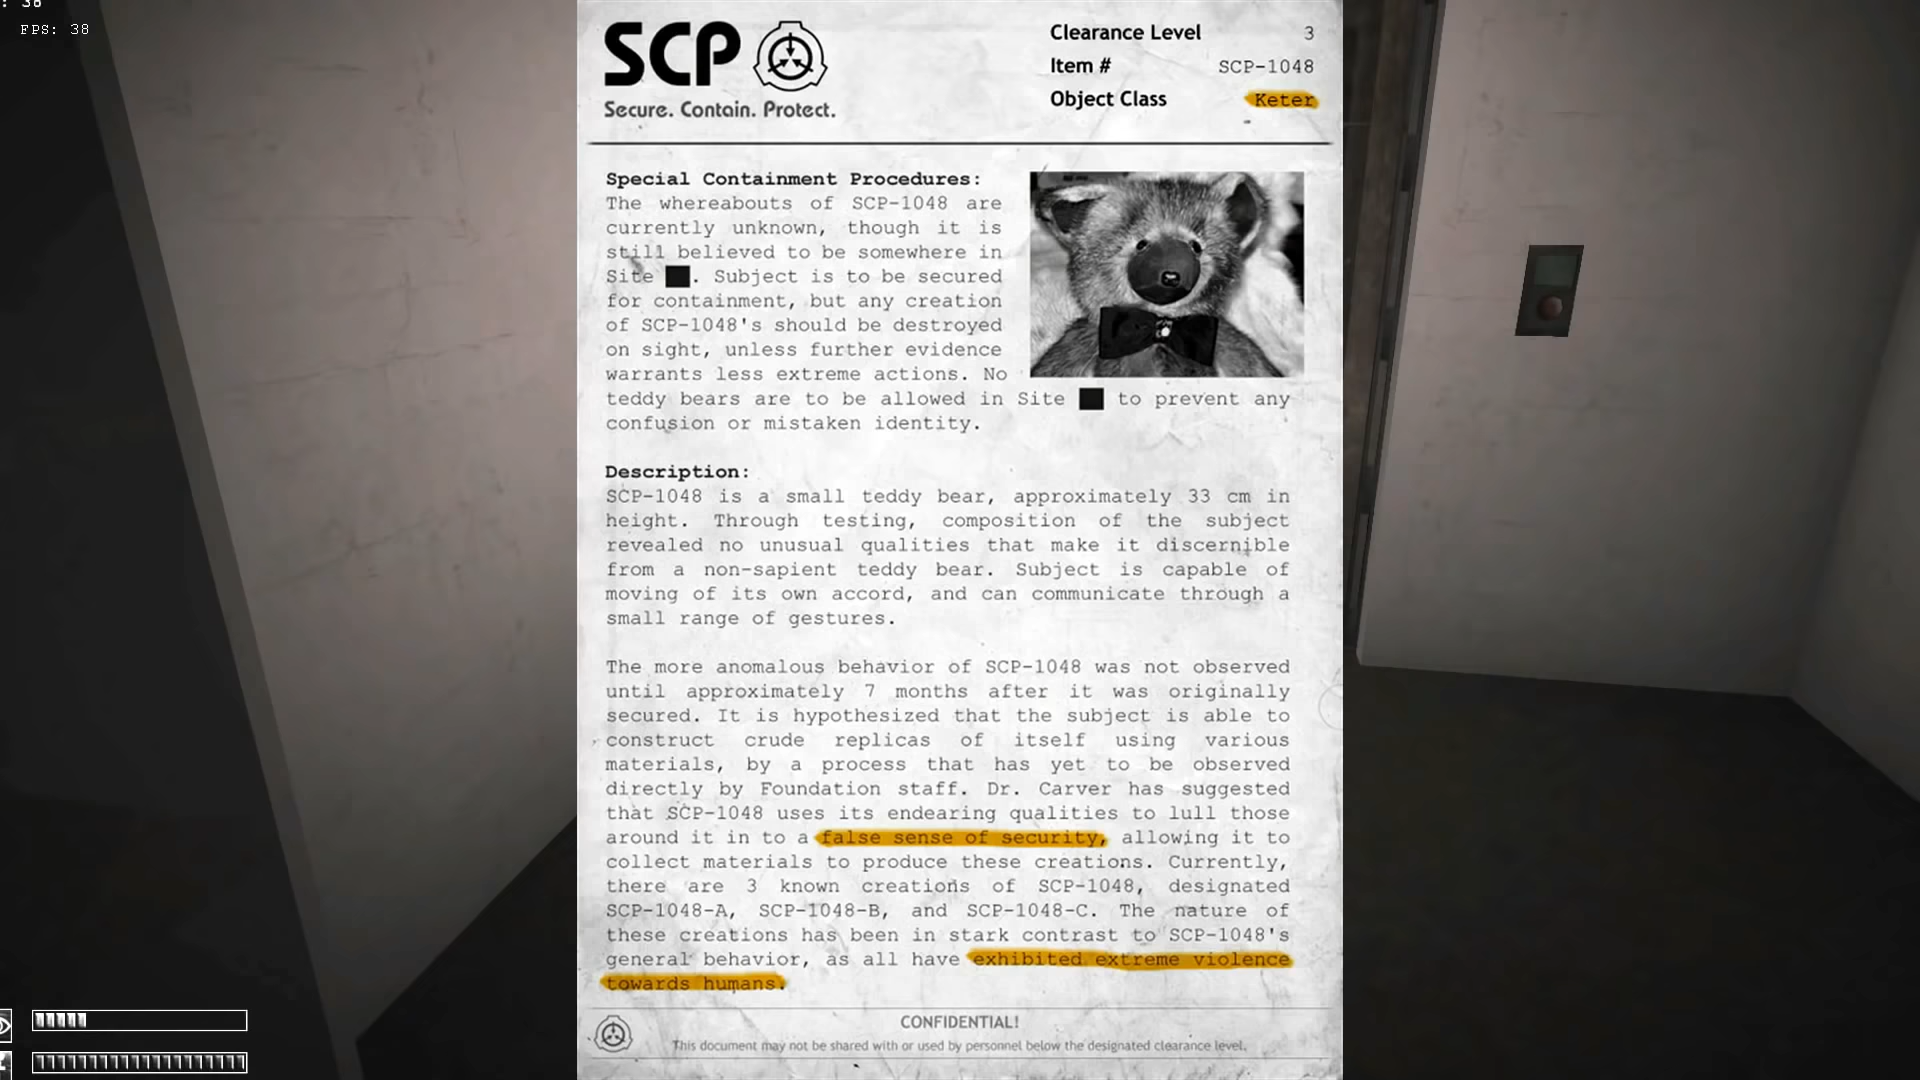 : 38
FPS: 38
SCP
Secure. Contain. Protect.
Clearance Level 3
Item # SCP-1048
Object Class Keter
Special Containment Procedures:
The whereabouts of SCP-1048 are
currently unknown, though it is
still believed to be somewhere in
Site ■. Subject is to be secured
for containment, but any creation
of SCP-1048's should be destroyed
on sight, unless further evidence
warrants less extreme actions. No
teddy bears are to be allowed in Site ■ to prevent any
confusion or mistaken identity.
Description:
SCP-1048 is a small teddy bear, approximately 33 cm in
height. Through testing, composition of the subject
revealed no unusual qualities that make it discernible
from a non-sapient teddy bear. Subject is capable of
moving of its own accord, and can communicate through a
small range of gestures.
The more anomalous behavior of SCP-1048 was not observed
until approximately 7 months after it was originally
secured. It is hypothesized that the subject is able to
construct crude replicas of itself using various
materials, by a process that has yet to be observed
directly by Foundation staff. Dr. Carver has suggested
that SCP-1048 uses its endearing qualities to lull those
around it in to a false sense of security, allowing it to
collect materials to produce these creations. Currently,
there are 3 known creations of SCP-1048, designated
SCP-1048-A, SCP-1048-B, and SCP-1048-C. The nature of
these creations has been in stark contrast to SCP-1048's
general behavior, as all have exhibited extreme violence
towards humans.
CONFIDENTIAL!
This document may not be shared with or used by personnel below the designated clearance level.